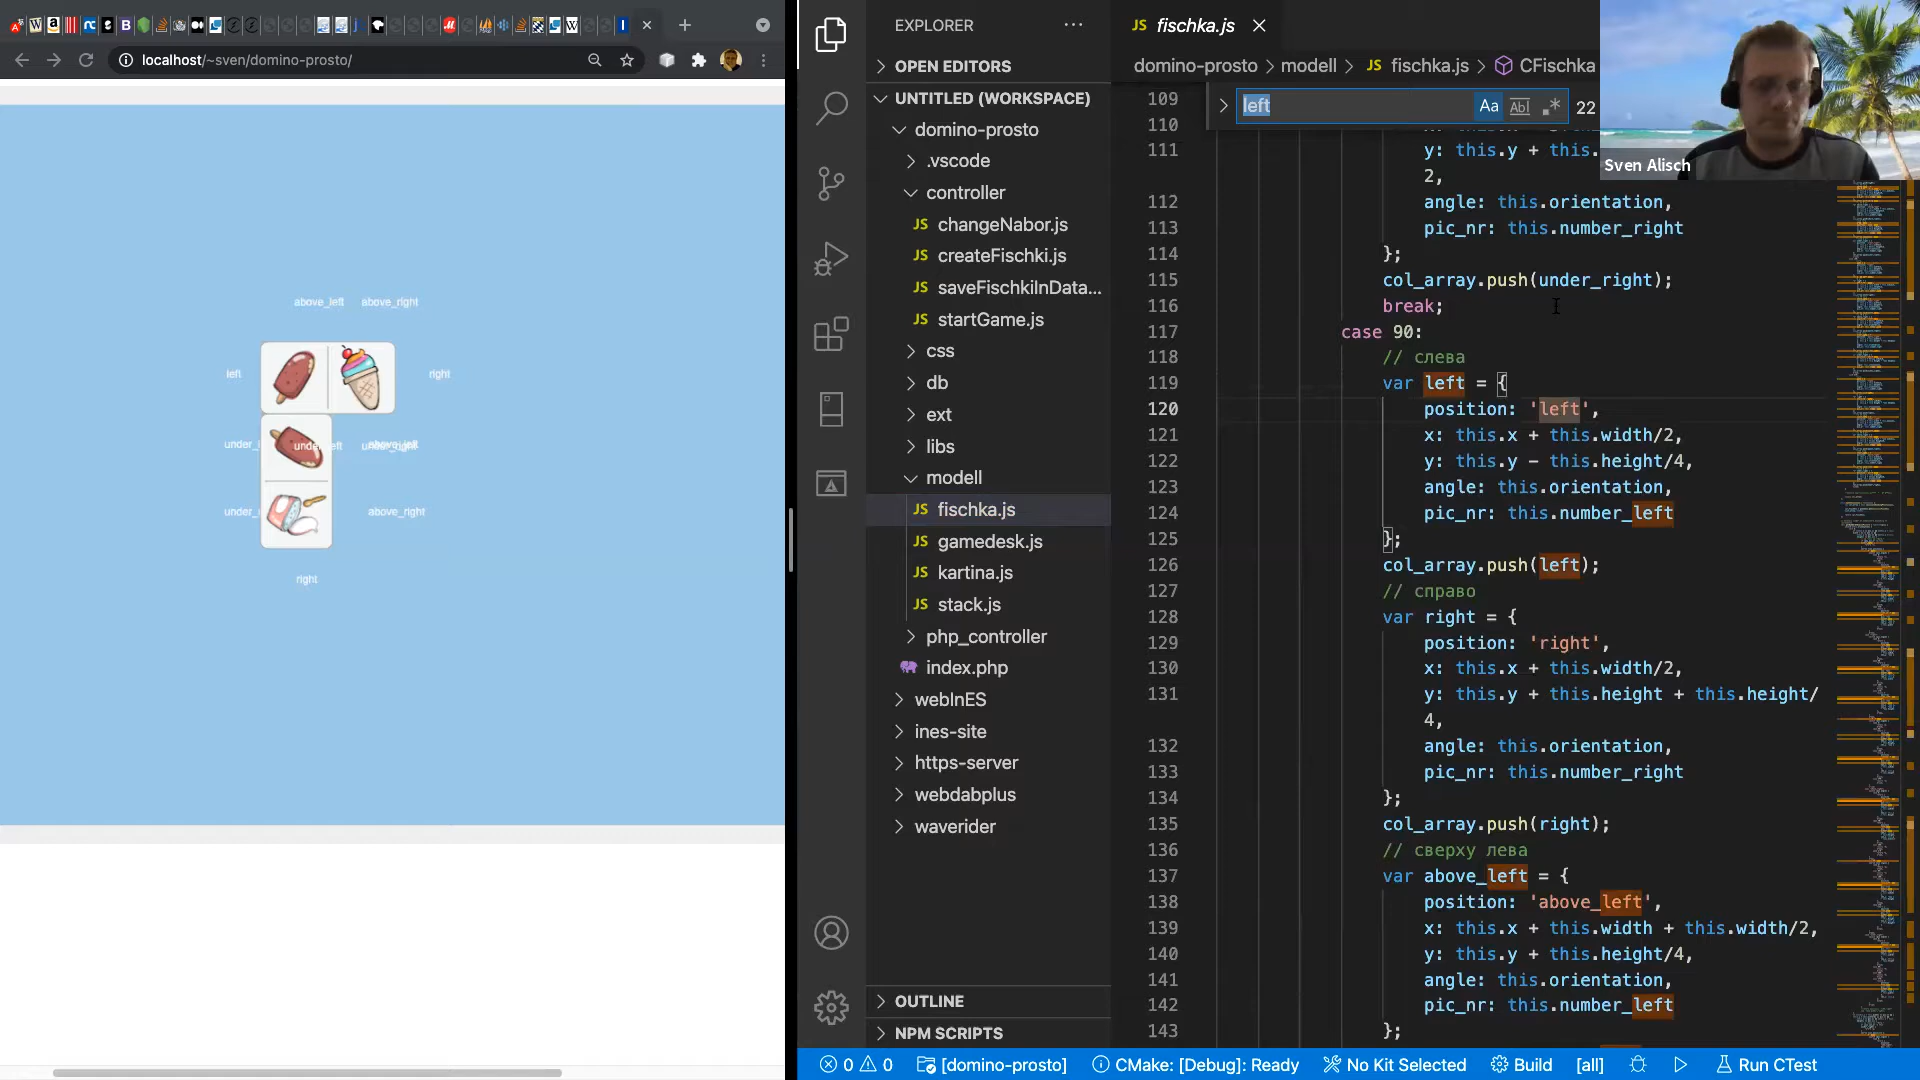 localhost/~sven/domino-prosto/
above_left above_right
left right
under_left under_right
above_right
right
EXPLORER
OPEN EDITORS
UNTITLED (WORKSPACE)
domino-prosto
.vscode
controller
JS changeNabor.js
JS createFischki.js
JS saveFischkiInData...
JS startGame.js
css
db
ext
libs
modell
JS fischka.js
JS gamedesk.js
JS kartina.js
JS stack.js
php_controller
index.php
webInES
ines-site
https-server
webdabplus
waverider
OUTLINE
NPM SCRIPTS
JS fischka.js
domino-prosto > modell > JS fischka.js > CFischka
left Aa Abl .* 22
Sven Alisch
109
110
111 y: this.y + this.
2,
112 angle: this.orientation,
113 pic_nr: this.number_right
114 };
115 col_array.push(under_right);
116 break;
117 case 90:
118 // слева
119 var left = {
120 position: 'left',
121 x: this.x + this.width/2,
122 y: this.y - this.height/4,
123 angle: this.orientation,
124 pic_nr: this.number_left
125 };
126 col_array.push(left);
127 // справо
128 var right = {
129 position: 'right',
130 x: this.x + this.width/2,
131 y: this.y + this.height + this.height/
4,
132 angle: this.orientation,
133 pic_nr: this.number_right
134 };
135 col_array.push(right);
136 // сверху лева
137 var above_left = {
138 position: 'above_left',
139 x: this.x + this.width + this.width/2,
140 y: this.y + this.height/4,
141 angle: this.orientation,
142 pic_nr: this.number_left
143 };
0 0 [domino-prosto] CMake: [Debug]: Ready No Kit Selected Build [all] Run CTest